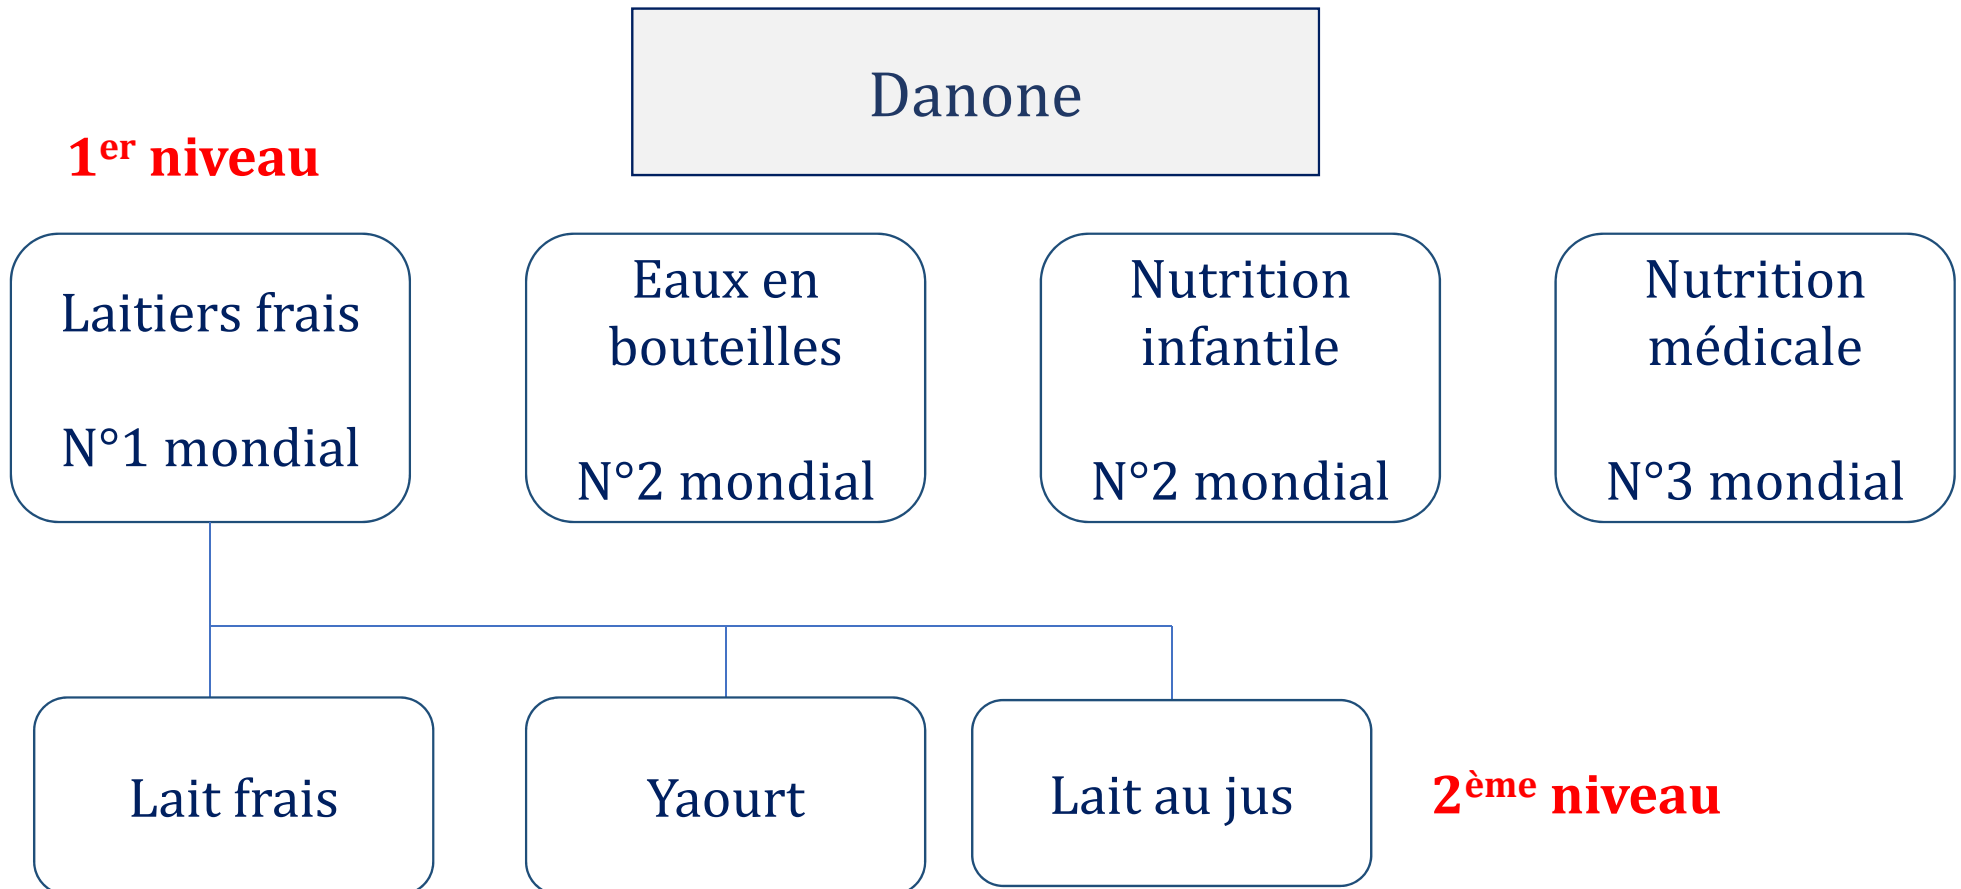 Danone
1er niveau
Laitiers frais
N°1 mondial
Eaux en
bouteilles
N°2 mondial
Nutrition
infantile
N°2 mondial
Nutrition
médicale
N°3 mondial
Lait frais
Yaourt
Lait au jus
2ème niveau